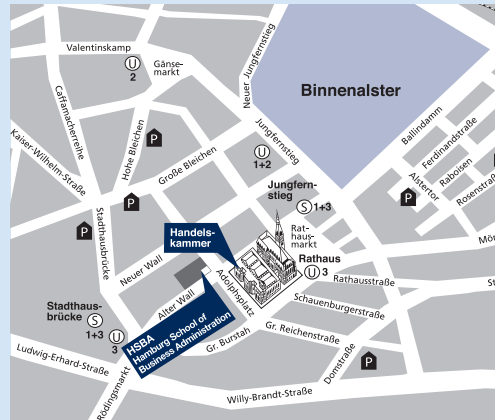 Valentinskamp
U
2
Gänse-
markt
Neuer Jungfernstieg
Binnenalster
Caffamacherreihe
Kaiser-Wilhelm-Straße
Hohe Bleichen
P
Große Bleichen
Jungfernstieg
U
1+2
Ballindamm
Ferdinandstraße
Raboisen
Rosenstra
Alstertor
P
Jungfern-
stieg
S 1+3
P
P
Stadthausbrücke
Handels-
kammer
Rat-
haus-
markt
Rathaus
U 3
Neuer Wall
Alter Wall
Adolphsplatz
Rathausstraße
Mö
Schauenburgerstraße
Stadthaus-
brücke S
1+3
U
3
HSBA
Hamburg School of
Business Administration
Gr. Burstah
Gr. Reichenstraße
Domstraße
P
Ludwig-Erhard-Straße
Rödingsmarkt
Willy-Brandt-Straße